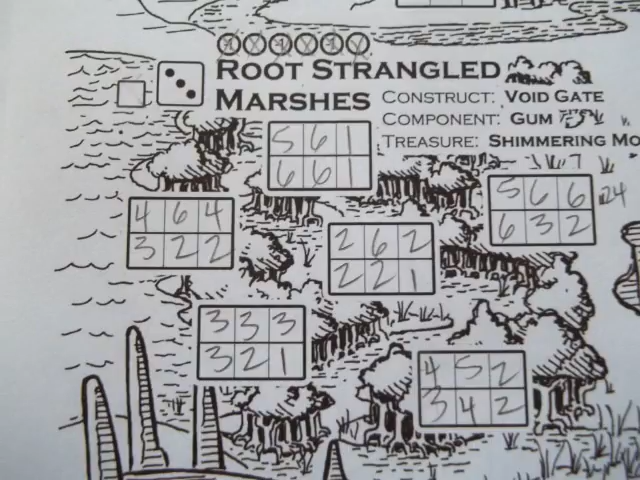 ROOT STRANGLED
MARSHES
CONSTRUCT: VOID GATE
COMPONENT: GUM
TREASURE: SHIMMERING MO
5 6 1
6 6 1
5 6 6
6 3 2
24
4 6 4
3 2 2
2 6 2
2 2 1
3 3 3
3 2 1
4 5 2
3 4 2